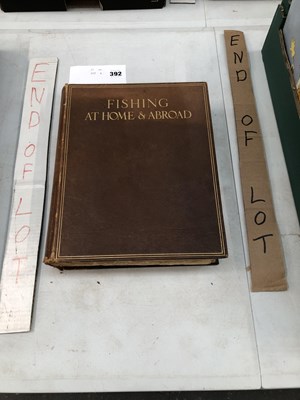 392
FISHING
AT HOME & ABROAD
END OF LOT
END OF LOT